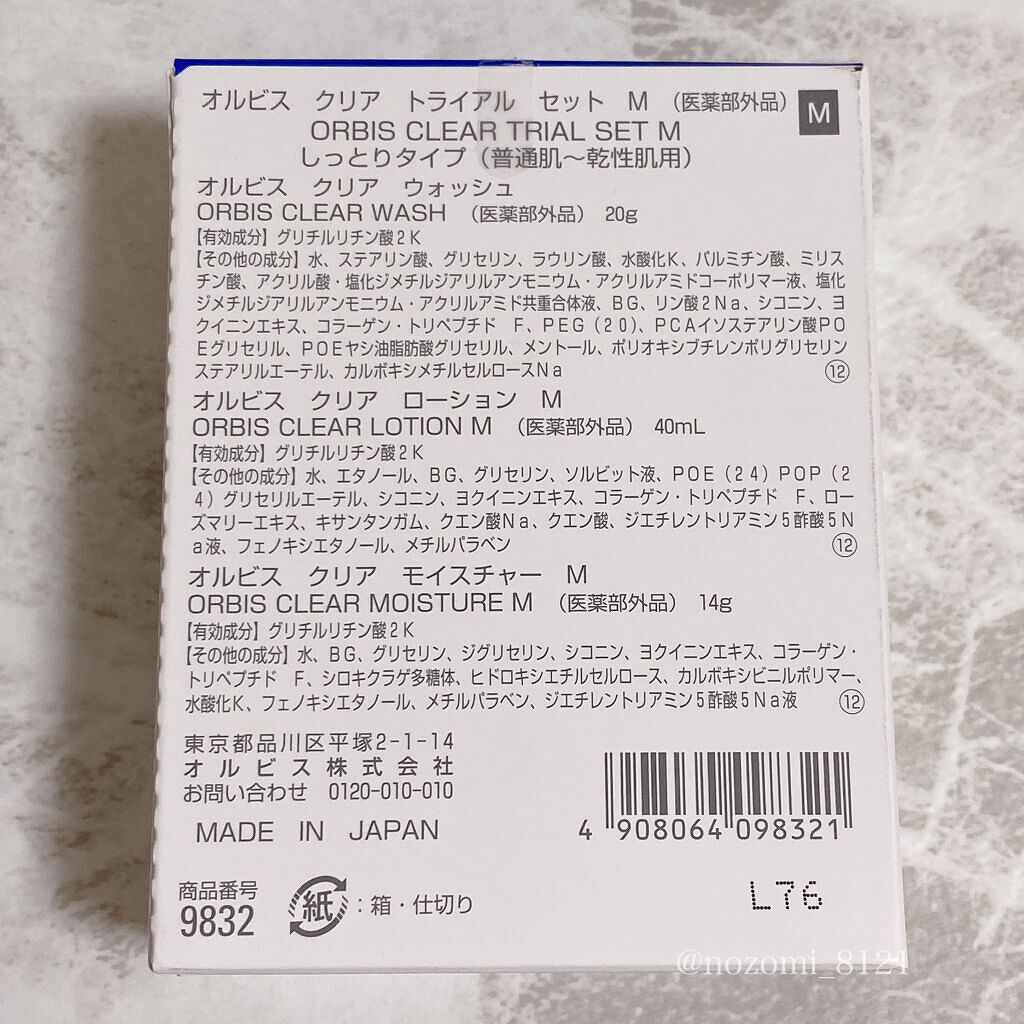 オルビス　クリア　トライアル　セット　M　（医薬部外品）
M
ORBIS CLEAR TRIAL SET M
しっとりタイプ（普通肌～乾性肌用）
オルビス　クリア　ウォッシュ
ORBIS CLEAR WASH　（医薬部外品）　20g
【有効成分】グリチルリチン酸２Ｋ
【その他の成分】水、ステアリン酸、グリセリン、ラウリン酸、水酸化Ｋ、パルミチン酸、ミリス
チン酸、アクリル酸・塩化ジメチルジアリルアンモニウム・アクリルアミドコーポリマー液、塩化
ジメチルジアリルアンモニウム・アクリルアミド共重合体液、ＢＧ、リン酸２Ｎａ、シコニン、ヨ
クイニンエキス、コラーゲン・トリペプチド　Ｆ、ＰＥＧ（２０）、ＰＣＡイソステアリン酸ＰＯ
Ｅグリセリル、ＰＯＥヤシ油脂肪酸グリセリル、メントール、ポリオキシブチレンポリグリセリン
ステアリルエーテル、カルボキシメチルセルロースＮａ　⑫
オルビス　クリア　ローション　M
ORBIS CLEAR LOTION M　（医薬部外品）　40mL
【有効成分】グリチルリチン酸２Ｋ
【その他の成分】水、エタノール、ＢＧ、グリセリン、ソルビット液、ＰＯＥ（２４）ＰＯＰ（２
４）グリセリルエーテル、シコニン、ヨクイニンエキス、コラーゲン・トリペプチド　Ｆ、ロー
ズマリーエキス、キサンタンガム、クエン酸Ｎａ、クエン酸、ジエチレントリアミン５酢酸５Ｎ
ａ液、フェノキシエタノール、メチルパラベン　⑫
オルビス　クリア　モイスチャー　M
ORBIS CLEAR MOISTURE M　（医薬部外品）　14g
【有効成分】グリチルリチン酸２Ｋ
【その他の成分】水、ＢＧ、グリセリン、ジグリセリン、シコニン、ヨクイニンエキス、コラーゲン・
トリペプチド　Ｆ、シロキクラゲ多糖体、ヒドロキシエチルセルロース、カルボキシビニルポリマー、
水酸化Ｋ、フェノキシエタノール、メチルパラベン、ジエチレントリアミン５酢酸５Ｎａ液　⑫
東京都品川区平塚2-1-14
オルビス株式会社
お問い合わせ　0120-010-010
MADE IN JAPAN
4 908064 098321
商品番号
9832
紙：箱・仕切り
L76
@nozomi_8121